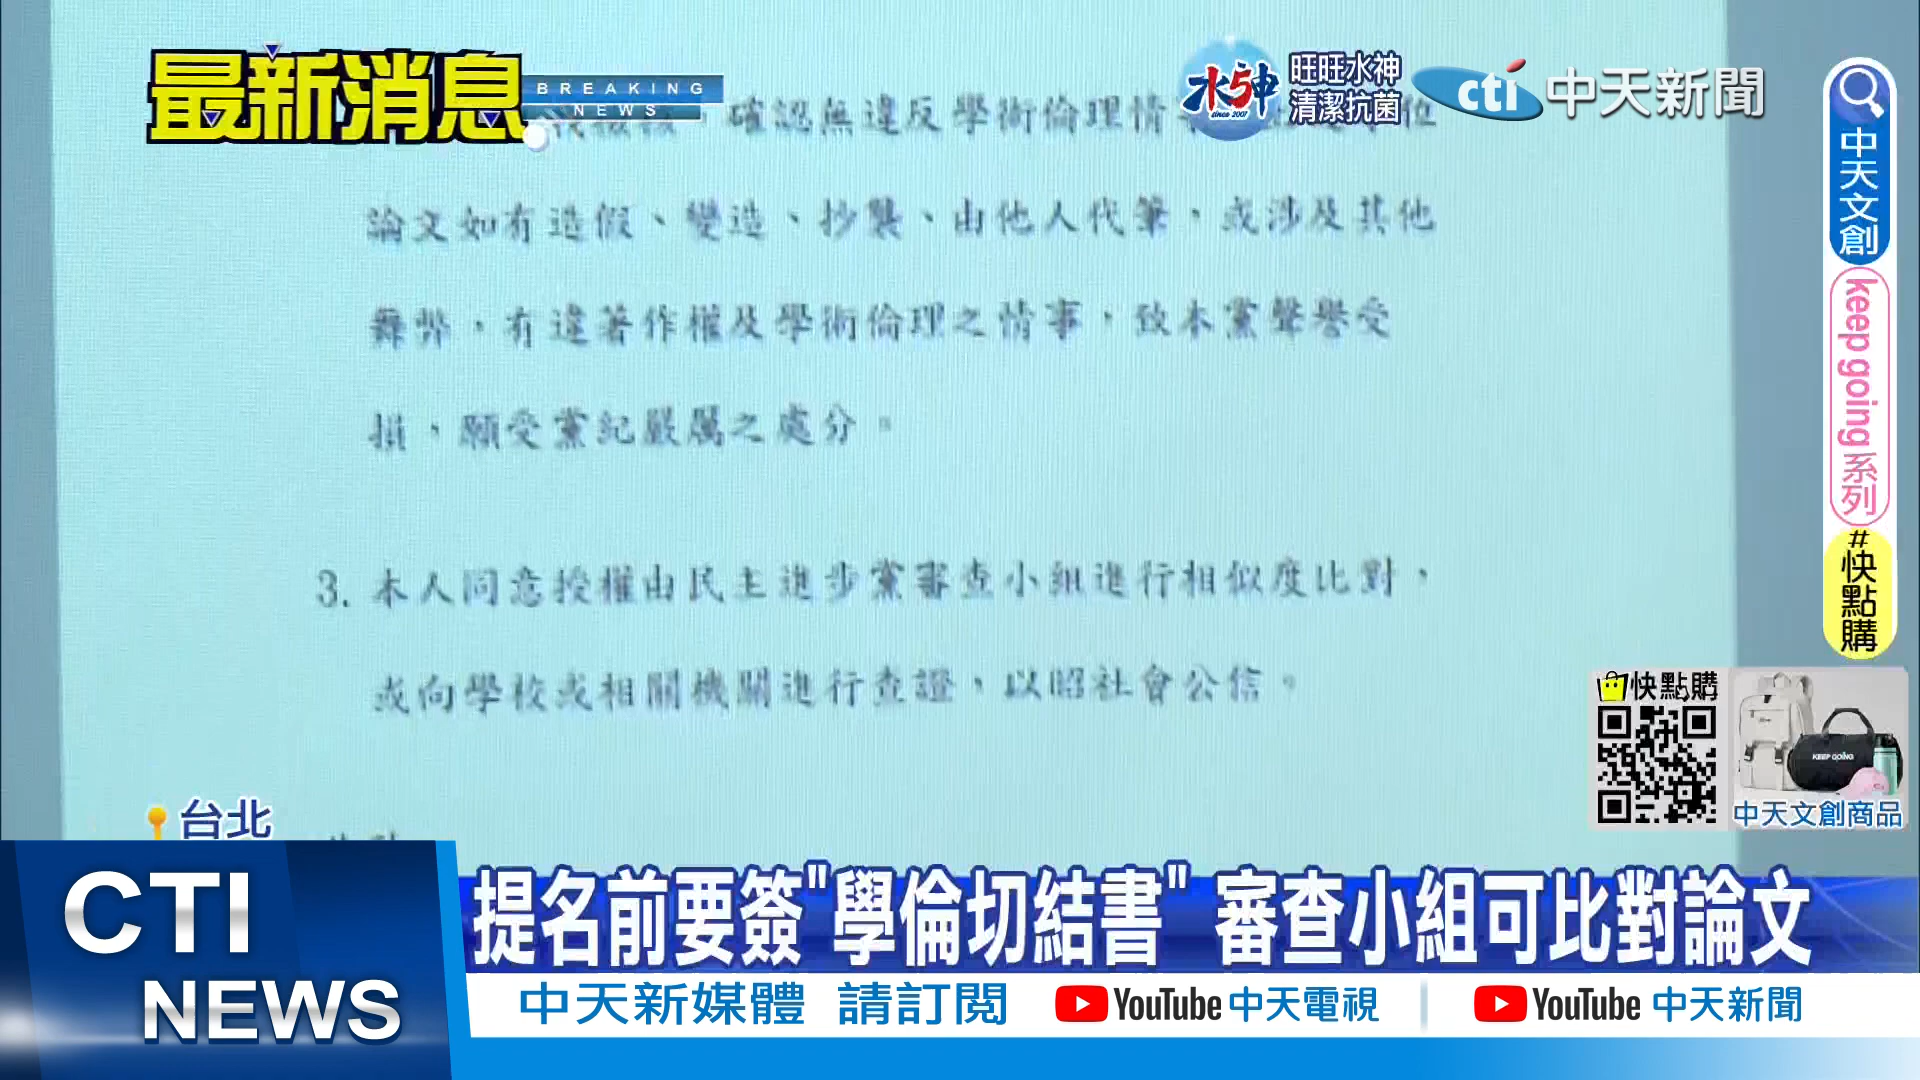 最新消息
BREAKING
NEWS
水神
since 2007
旺旺水神
清潔抗菌
cti 中天新聞
確認無違反學術倫理情
論文如有造假、變造、抄襲、由他人代筆，或涉及其他
舞弊，有違著作權及學術倫理之情事，致本黨聲譽受
損，願受黨紀嚴厲之處分。
3. 本人同意授權由民主進步黨審查小組進行相似度比對，
或向學校或相關機關進行查證，以昭社會公信。
中天文創
keep going系列
#快點購
快點購
KEEP GOING
中天文創商品
台北
CTI
NEWS
提名前要簽"學倫切結書" 審查小組可比對論文
中天新媒體 請訂閱 YouTube 中天電視 YouTube 中天新聞